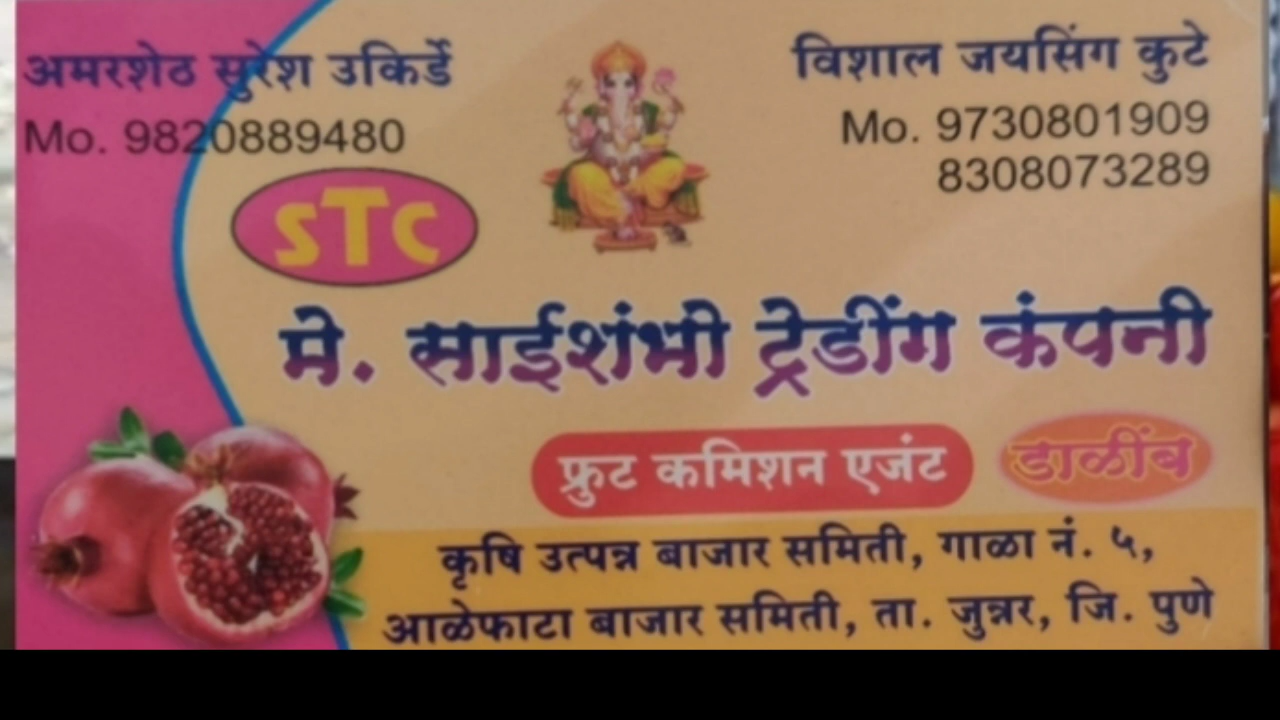 अमरशेठ सुरेश उकिर्डे
Mo. 9820889480
विशाल जयसिंग कुटे
Mo. 9730801909
8308073289
STC
मे. साईशंभो ट्रेडींग कंपनी
फ्रुट कमिशन एजंट
डाळींब
कृषि उत्पन्न बाजार समिती, गाळा नं. ५,
आळेफाटा बाजार समिती, ता. जुन्नर, जि. पुणे